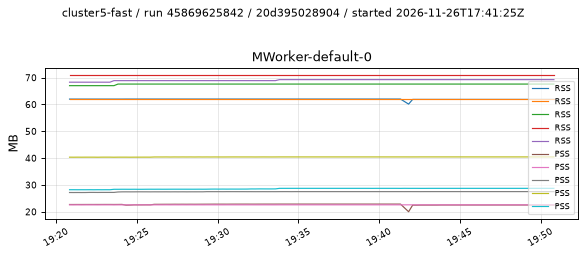 cluster5-fast / run 45869625842 / 20d395028904 / started 2026-11-26T17:41:25Z
MWorker-default-0
MB
70
60
50
40
30
20
19:20
19:25
19:30
19:35
19:40
19:45
19:50
RSS
RSS
RSS
RSS
RSS
PSS
PSS
PSS
PSS
PSS